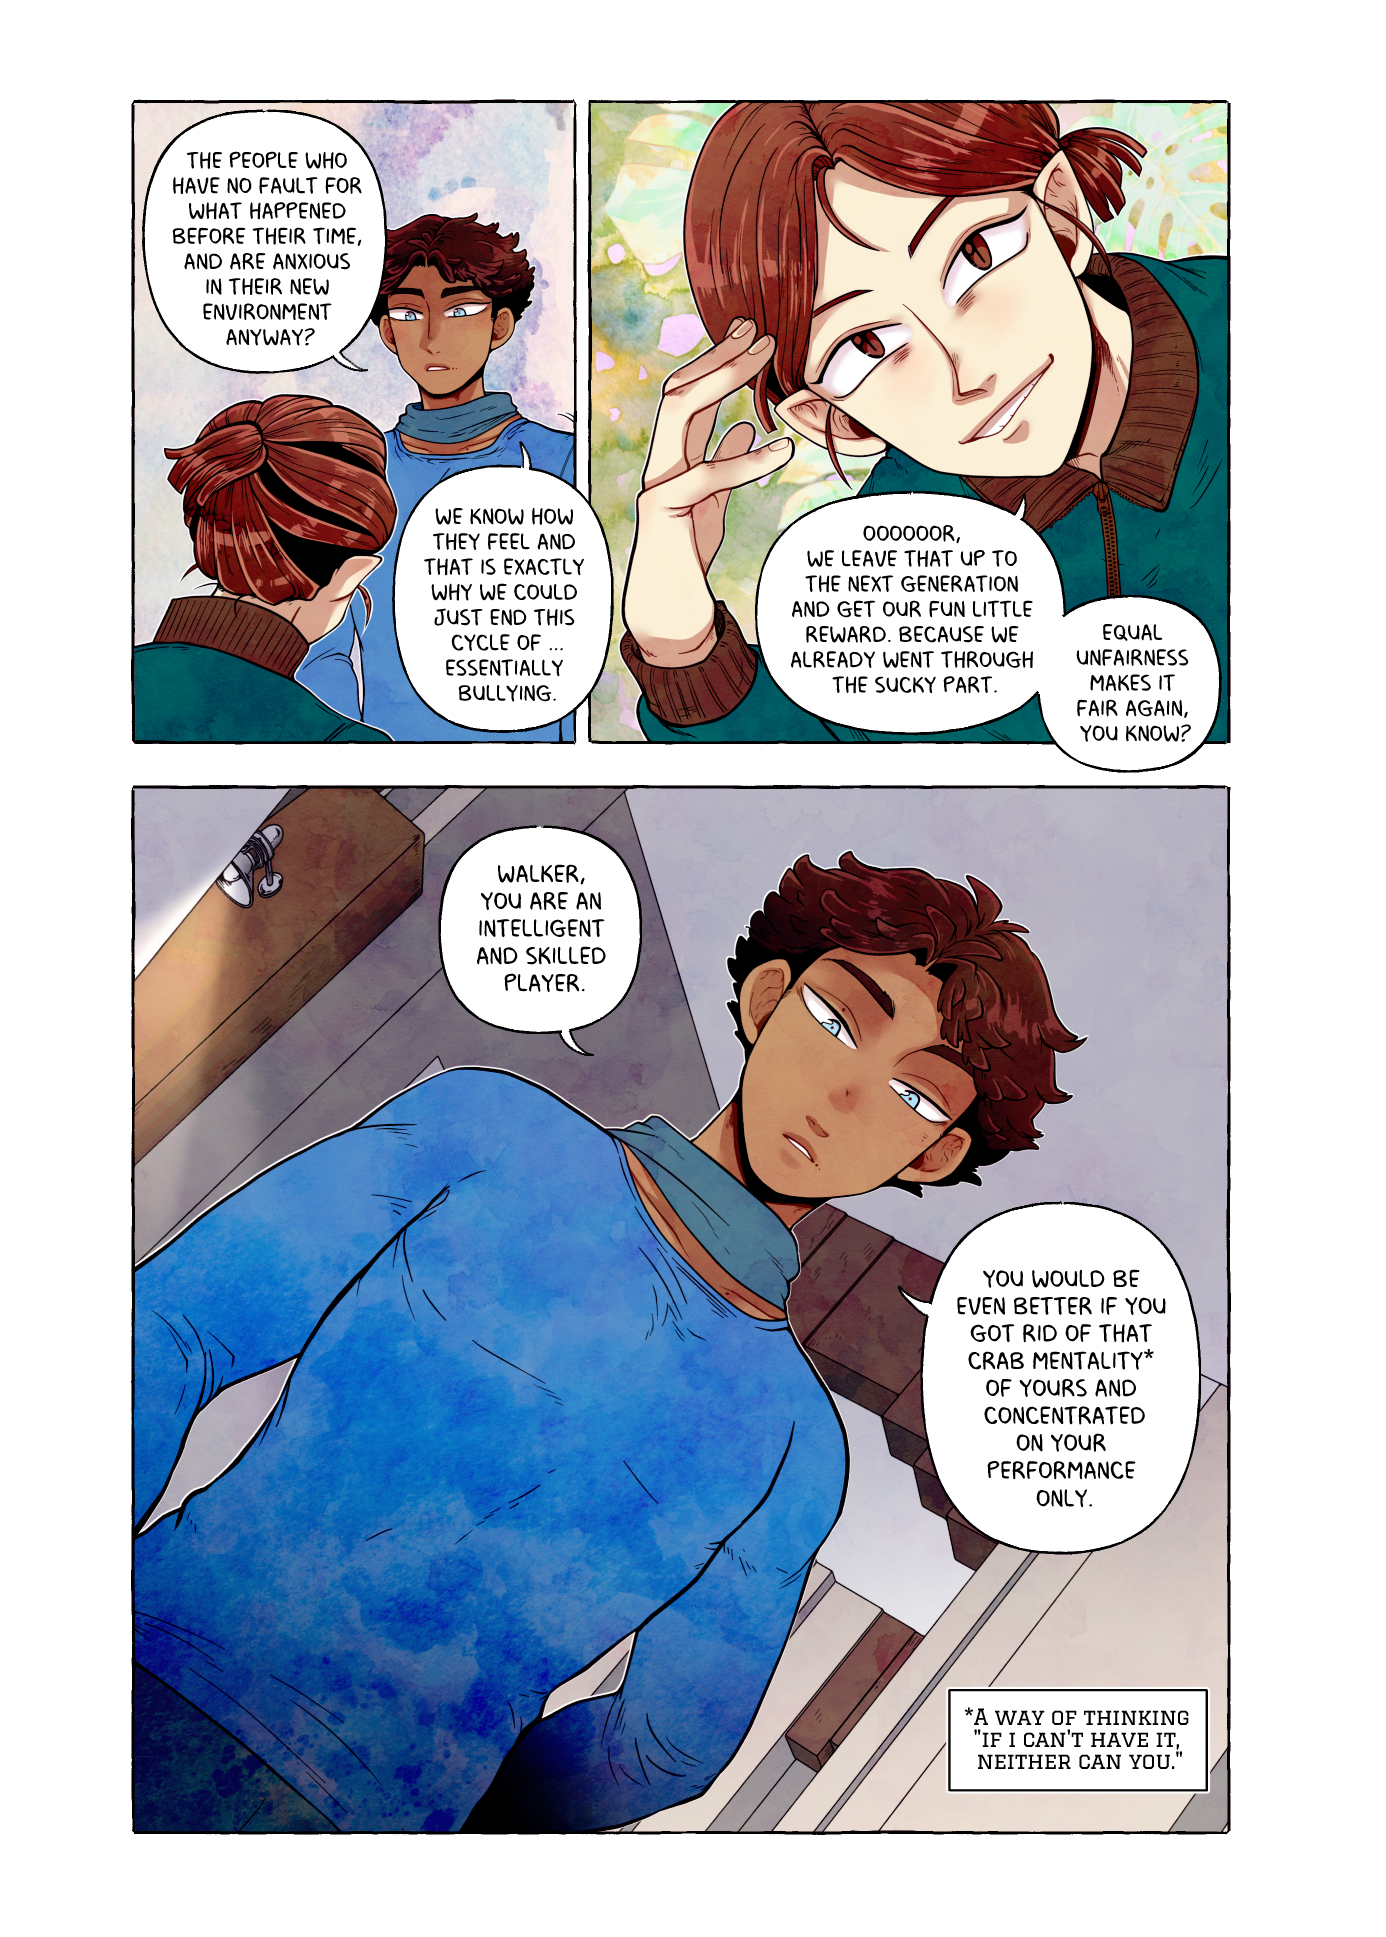 THE PEOPLE WHO
HAVE NO FAULT FOR
WHAT HAPPENED
BEFORE THEIR TIME,
AND ARE ANXIOUS
IN THEIR NEW
ENVIRONMENT
ANYWAY?
WE KNOW HOW
THEY FEEL AND
THAT IS EXACTLY
WHY WE COULD
JUST END THIS
CYCLE OF ...
ESSENTIALLY
BULLYING.
OOOOOOR,
WE LEAVE THAT UP TO
THE NEXT GENERATION
AND GET OUR FUN LITTLE
REWARD. BECAUSE WE
ALREADY WENT THROUGH
THE SUCKY PART.
EQUAL
UNFAIRNESS
MAKES IT
FAIR AGAIN,
YOU KNOW?
WALKER,
YOU ARE AN
INTELLIGENT
AND SKILLED
PLAYER.
YOU WOULD BE
EVEN BETTER IF YOU
GOT RID OF THAT
CRAB MENTALITY*
OF YOURS AND
CONCENTRATED
ON YOUR
PERFORMANCE
ONLY.
*A WAY OF THINKING
"IF I CAN'T HAVE IT,
NEITHER CAN YOU."